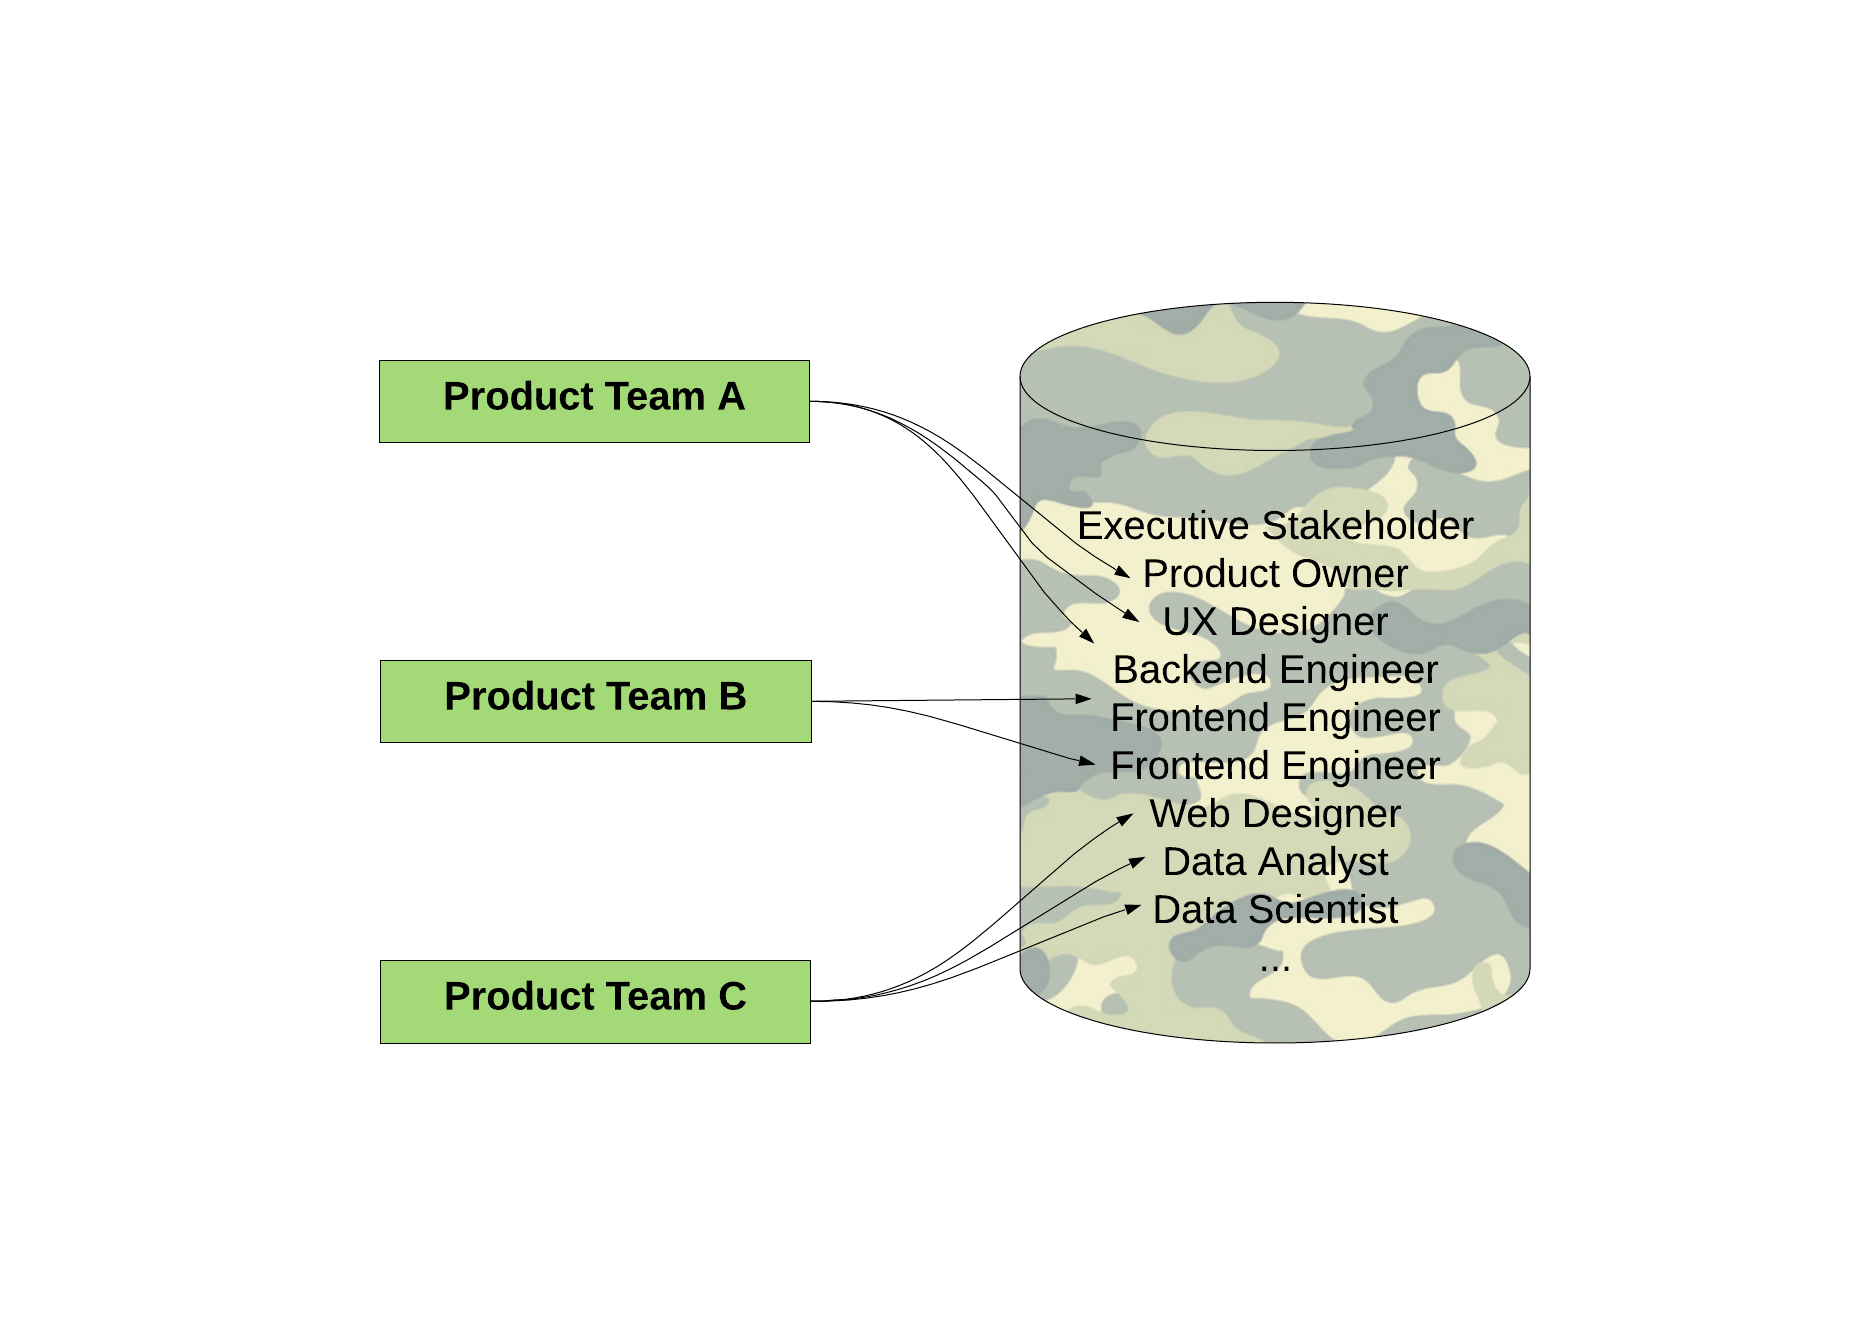 Product Team A
Executive Stakeholder
Product Owner
UX Designer
Backend Engineer
Frontend Engineer
Frontend Engineer
Web Designer
Data Analyst
Data Scientist
...
Product Team B
Product Team C